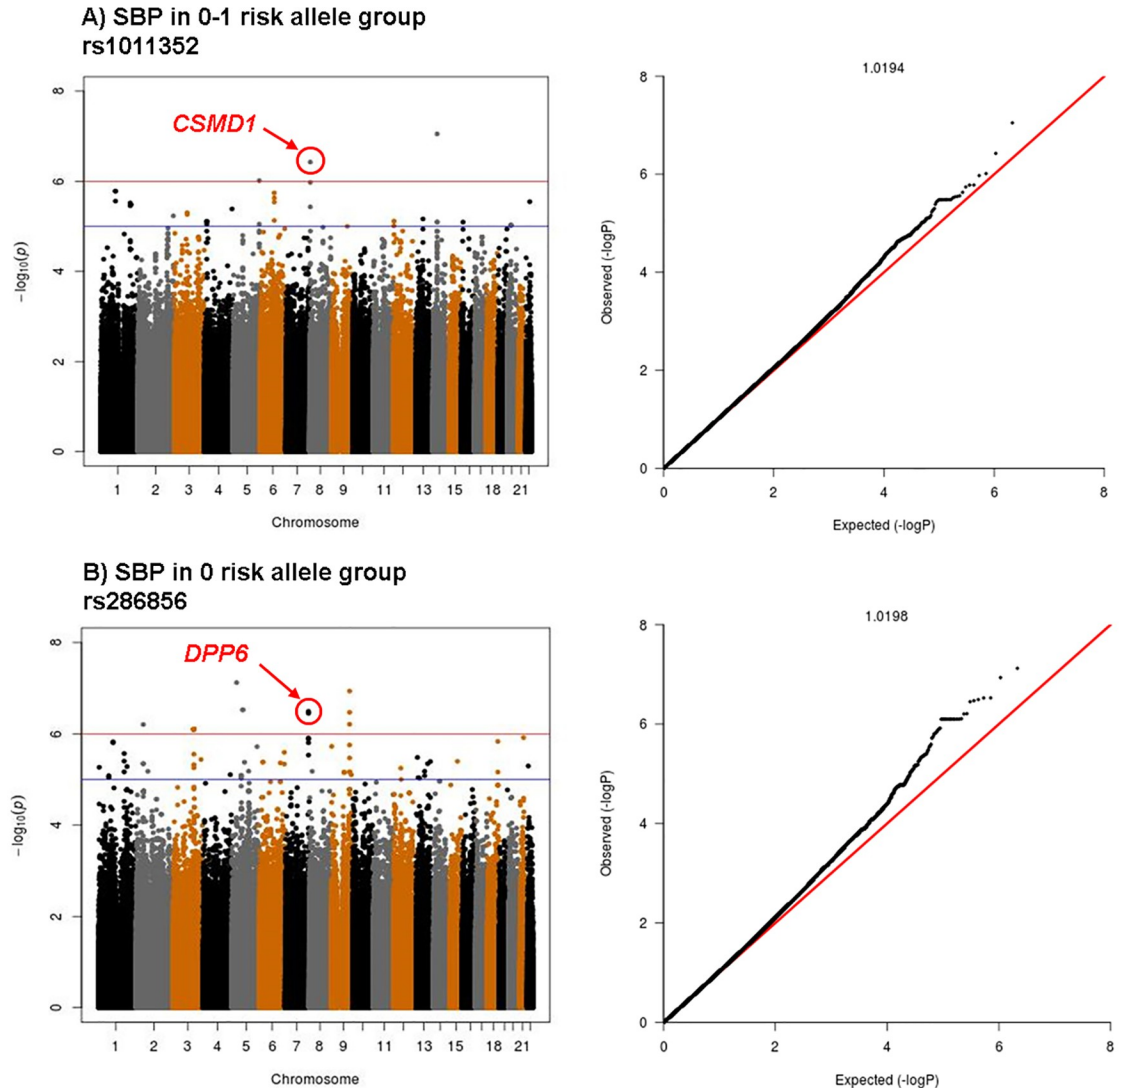 A) SBP in 0-1 risk allele group
rs1011352
1.0194
CSMD1
8
6
4
2
0
−log10(p)
1 2 3 4 5 6 7 8 9 11 13 15 18 21
Chromosome
8
6
4
2
0
Observed (-logP)
0 2 4 6 8
Expected (-logP)
B) SBP in 0 risk allele group
rs286856
1.0198
DPP6
8
6
4
2
0
−log10(p)
1 2 3 4 5 6 7 8 9 11 13 15 18 21
Chromosome
8
6
4
2
0
Observed (-logP)
0 2 4 6 8
Expected (-logP)